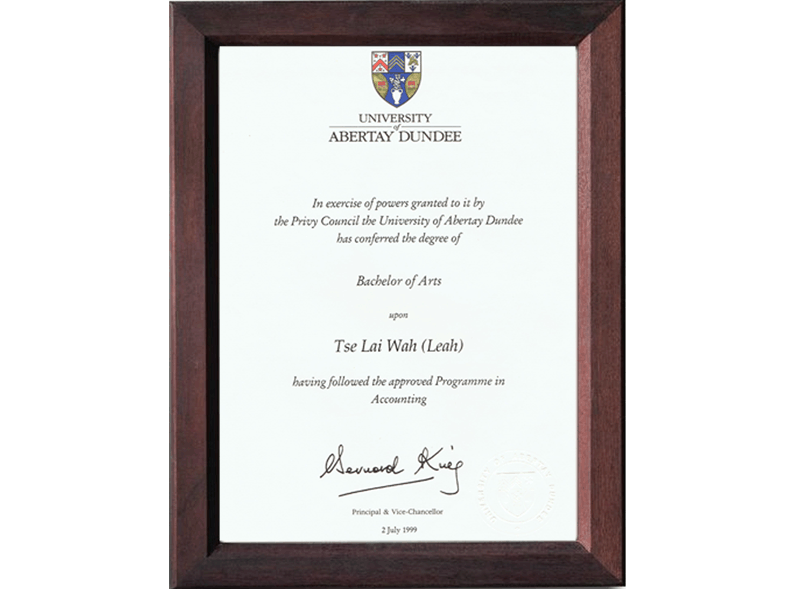 UNIVERSITY
of
ABERTAY DUNDEE
In exercise of powers granted to it by
the Privy Council the University of Abertay Dundee
has conferred the degree of
Bachelor of Arts
upon
Tse Lai Wah (Leah)
having followed the approved Programme in
Accounting
Bernard King
Principal & Vice-Chancellor
2 July 1999